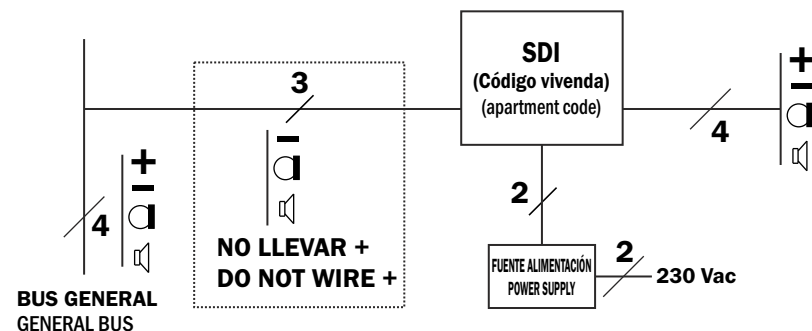 SDI
(Código vivenda)
(apartment code)
3
4
+
–
2
+
–
–
4
NO LLEVAR +
DO NOT WIRE +
FUENTE ALIMENTACIÓN
POWER SUPPLY
2
230 Vac
BUS GENERAL
GENERAL BUS